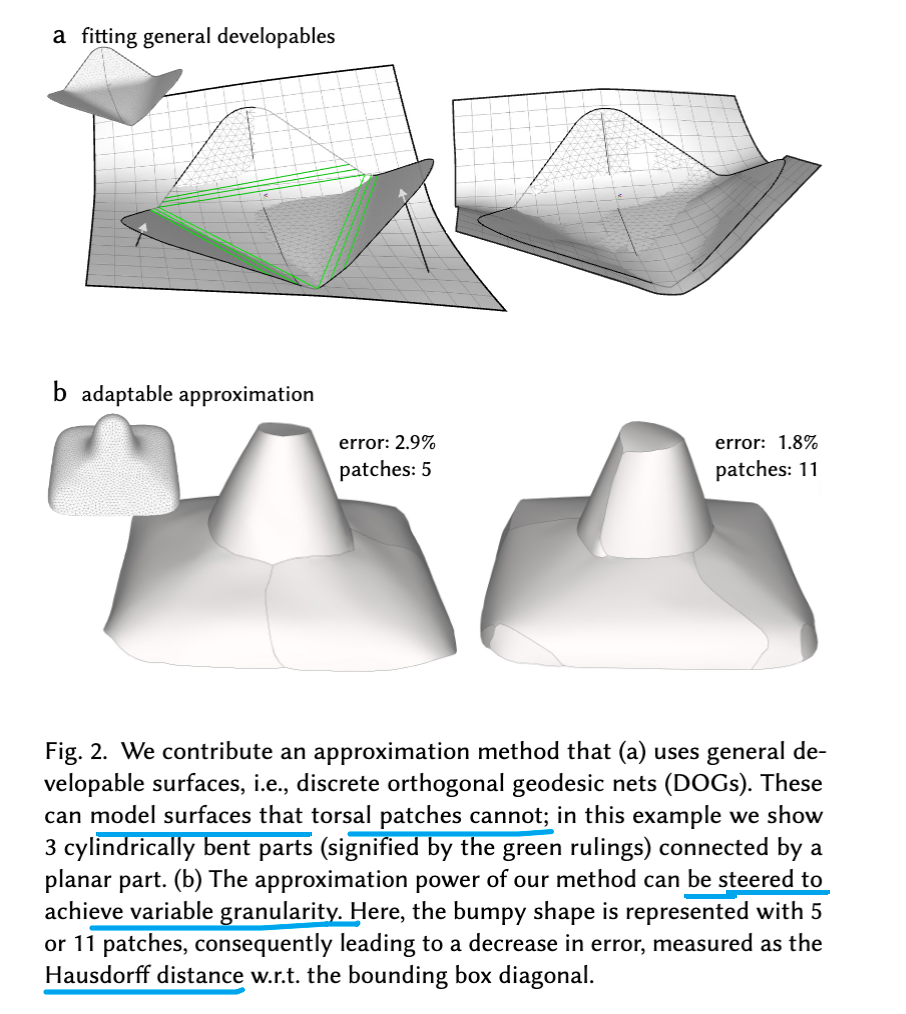 a fitting general developables
b adaptable approximation
error: 2.9%
patches: 5
error: 1.8%
patches: 11
Fig. 2. We contribute an approximation method that (a) uses general de-
velopable surfaces, i.e., discrete orthogonal geodesic nets (DOGs). These
can model surfaces that torsal patches cannot; in this example we show
3 cylindrically bent parts (signified by the green rulings) connected by a
planar part. (b) The approximation power of our method can be steered to
achieve variable granularity. Here, the bumpy shape is represented with 5
or 11 patches, consequently leading to a decrease in error, measured as the
Hausdorff distance w.r.t. the bounding box diagonal.